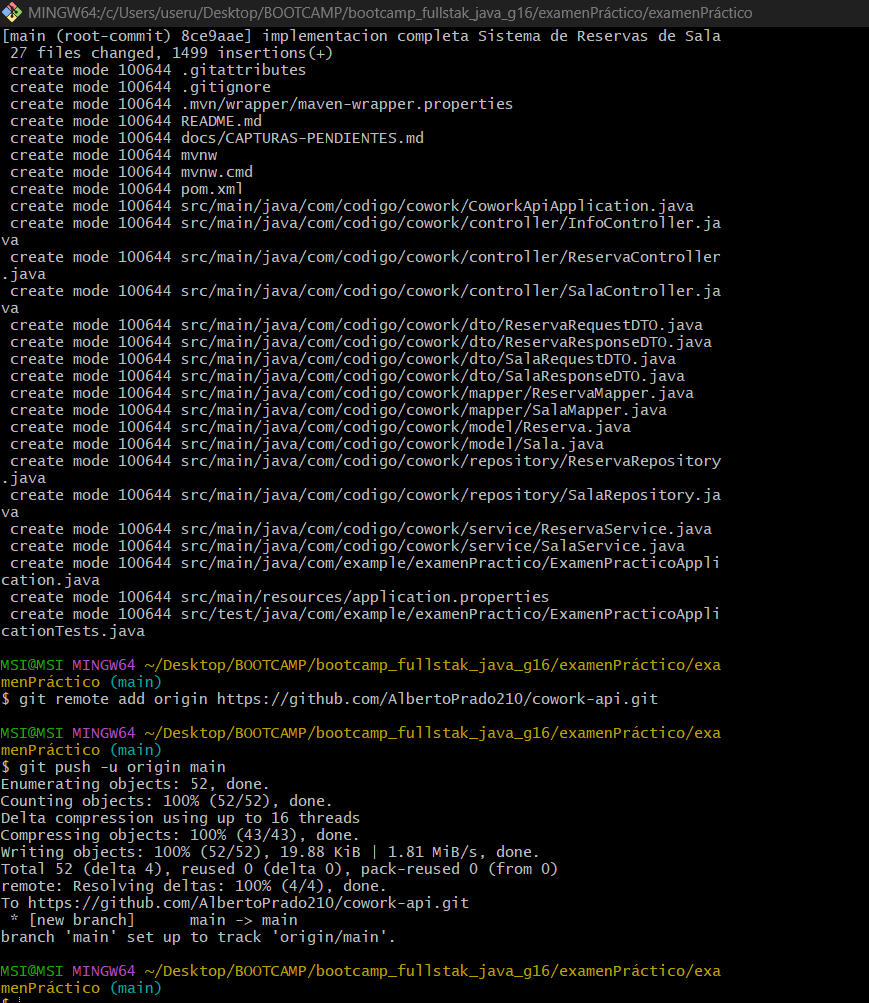 MINGW64:/c/Users/useru/Desktop/BOOTCAMP/bootcamp_fullstak_java_g16/examenPráctico/examenPráctico
[main (root-commit) 8ce9aae] implementacion completa Sistema de Reservas de Sala
 27 files changed, 1499 insertions(+)
 create mode 100644 .gitattributes
 create mode 100644 .gitignore
 create mode 100644 .mvn/wrapper/maven-wrapper.properties
 create mode 100644 README.md
 create mode 100644 docs/CAPTURAS-PENDIENTES.md
 create mode 100644 mvnw
 create mode 100644 mvnw.cmd
 create mode 100644 pom.xml
 create mode 100644 src/main/java/com/codigo/cowork/CoworkApiApplication.java
 create mode 100644 src/main/java/com/codigo/cowork/controller/InfoController.ja
va
 create mode 100644 src/main/java/com/codigo/cowork/controller/ReservaController
.java
 create mode 100644 src/main/java/com/codigo/cowork/controller/SalaController.ja
va
 create mode 100644 src/main/java/com/codigo/cowork/dto/ReservaRequestDTO.java
 create mode 100644 src/main/java/com/codigo/cowork/dto/ReservaResponseDTO.java
 create mode 100644 src/main/java/com/codigo/cowork/dto/SalaRequestDTO.java
 create mode 100644 src/main/java/com/codigo/cowork/dto/SalaResponseDTO.java
 create mode 100644 src/main/java/com/codigo/cowork/mapper/ReservaMapper.java
 create mode 100644 src/main/java/com/codigo/cowork/mapper/SalaMapper.java
 create mode 100644 src/main/java/com/codigo/cowork/model/Reserva.java
 create mode 100644 src/main/java/com/codigo/cowork/model/Sala.java
 create mode 100644 src/main/java/com/codigo/cowork/repository/ReservaRepository
.java
 create mode 100644 src/main/java/com/codigo/cowork/repository/SalaRepository.ja
va
 create mode 100644 src/main/java/com/codigo/cowork/service/ReservaService.java
 create mode 100644 src/main/java/com/codigo/cowork/service/SalaService.java
 create mode 100644 src/main/java/com/example/examenPractico/ExamenPracticoAppli
cation.java
 create mode 100644 src/main/resources/application.properties
 create mode 100644 src/test/java/com/example/examenPractico/ExamenPracticoAppli
cationTests.java
MSI@MSI MINGW64 ~/Desktop/BOOTCAMP/bootcamp_fullstak_java_g16/examenPráctico/exa
menPráctico (main)
$ git remote add origin https://github.com/AlbertoPrado210/cowork-api.git
MSI@MSI MINGW64 ~/Desktop/BOOTCAMP/bootcamp_fullstak_java_g16/examenPráctico/exa
menPráctico (main)
$ git push -u origin main
Enumerating objects: 52, done.
Counting objects: 100% (52/52), done.
Delta compression using up to 16 threads
Compressing objects: 100% (43/43), done.
Writing objects: 100% (52/52), 19.88 KiB | 1.81 MiB/s, done.
Total 52 (delta 4), reused 0 (delta 0), pack-reused 0 (from 0)
remote: Resolving deltas: 100% (4/4), done.
To https://github.com/AlbertoPrado210/cowork-api.git
 * [new branch]      main -> main
branch 'main' set up to track 'origin/main'.
MSI@MSI MINGW64 ~/Desktop/BOOTCAMP/bootcamp_fullstak_java_g16/examenPráctico/exa
menPráctico (main)
$